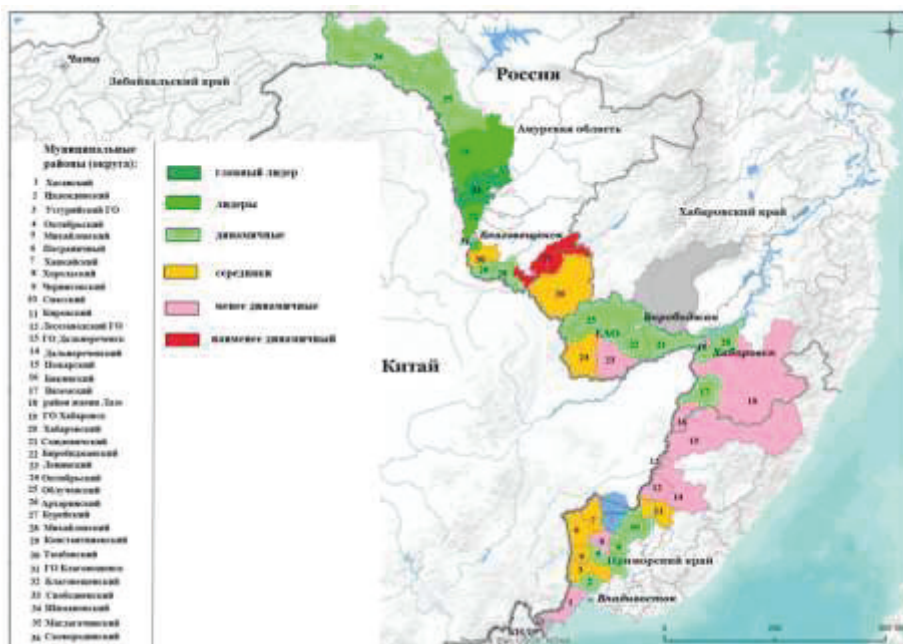 Чита
Забайкальский край
Россия
Амурская область
Хабаровский край
Благовещенск
Биробиджан
ЕАО
Хабаровск
Китай
Приморский край
Владивосток
КНДР
Муниципальные
районы (округа):
1 Хасанский
2 Надеждинский
3 Уссурийский ГО
4 Октябрьский
5 Михайловский
6 Пограничный
7 Ханкайский
8 Хорольский
9 Черниговский
10 Спасский
11 Кировский
12 Лесозаводский ГО
13 ГО Дальнереченск
14 Дальнереченский
15 Пожарский
16 Бикинский
17 Вяземский
18 район имени Лазо
19 ГО Хабаровск
20 Хабаровский
21 Смидовичский
22 Биробиджанский
23 Ленинский
24 Октябрьский
25 Облученский
26 Архаринский
27 Бурейский
28 Михайловский
29 Константиновский
30 Тамбовский
31 ГО Благовещенск
32 Благовещенский
33 Свободненский
34 Шимановский
35 Магдагачинский
36 Сковородинский
главный лидер
лидеры
динамичные
середняки
менее динамичные
наименее динамичный